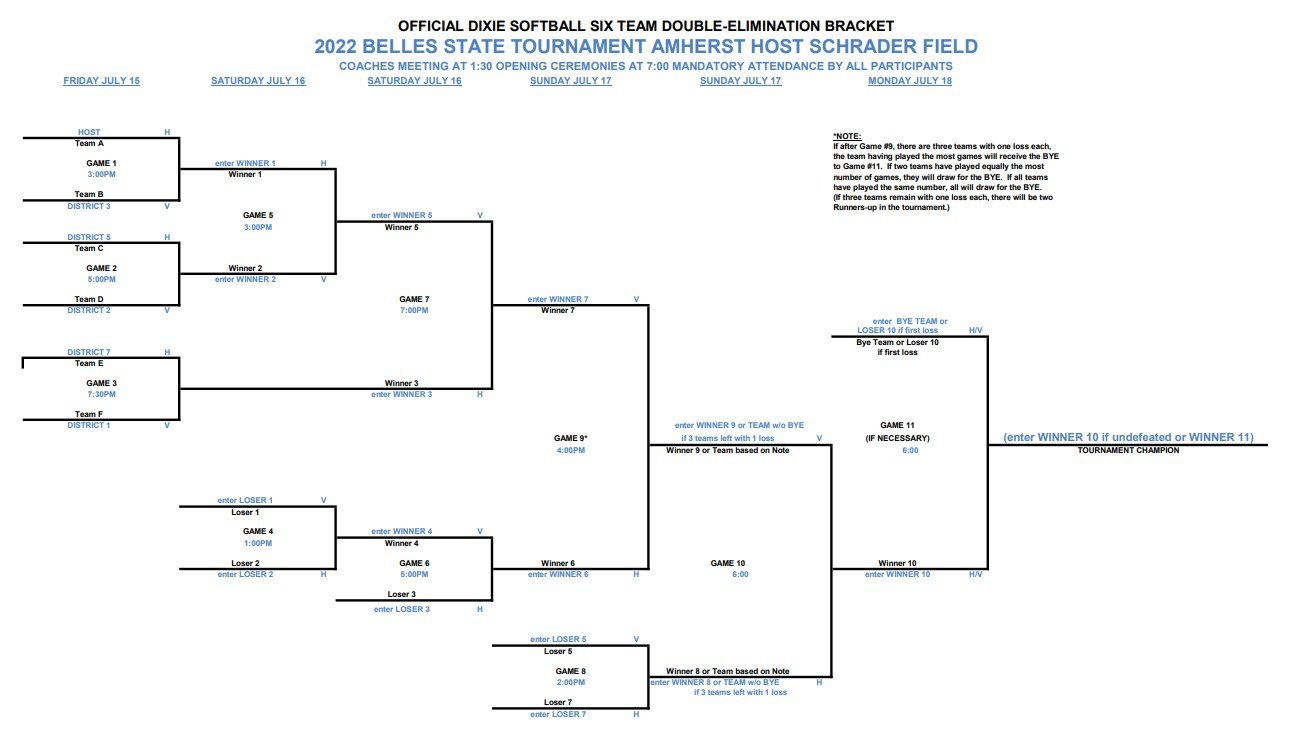 OFFICIAL DIXIE SOFTBALL SIX TEAM DOUBLE-ELIMINATION BRACKET
2022 BELLES STATE TOURNAMENT AMHERST HOST SCHRADER FIELD
COACHES MEETING AT 1:30 OPENING CEREMONIES AT 7:00 MANDATORY ATTENDANCE BY ALL PARTICIPANTS
FRIDAY JULY 15
SATURDAY JULY 16
SATURDAY JULY 16
SUNDAY JULY 17
SUNDAY JULY 17
MONDAY JULY 18
HOST H
Team A
GAME 1
3:00PM
Team B
DISTRICT 3 V
DISTRICT 5 H
Team C
GAME 2
5:00PM
Team D
DISTRICT 2 V
DISTRICT 7 H
Team E
GAME 3
7:30PM
Team F
DISTRICT 1 V
enter WINNER 1 H
Winner 1
GAME 5
3:00PM
Winner 2
enter WINNER 2 V
enter LOSER 1 V
Loser 1
GAME 4
1:00PM
Loser 2
enter LOSER 2 H
enter WINNER 5 V
Winner 5
GAME 7
7:00PM
Winner 3
enter WINNER 3 H
enter WINNER 4 V
Winner 4
GAME 6
5:00PM
Loser 3
enter LOSER 3 H
enter WINNER 7 V
Winner 7
GAME 9*
4:00PM
Winner 6
enter WINNER 6 H
enter LOSER 5 V
Loser 5
GAME 8
2:00PM
Loser 7
enter LOSER 7 H
enter WINNER 9 or TEAM w/o BYE
if 3 teams left with 1 loss V
Winner 9 or Team based on Note
GAME 10
6:00
Winner 8 or Team based on Note
enter WINNER 8 or TEAM w/o BYE H
if 3 teams left with 1 loss
*NOTE:
If after Game #9, there are three teams with one loss each,
the team having played the most games will receive the BYE
to Game #11. If two teams have played equally the most
number of games, they will draw for the BYE. If all teams
have played the same number, all will draw for the BYE.
(If three teams remain with one loss each, there will be two
Runners-up in the tournament.)
enter BYE TEAM or
LOSER 10 if first loss H/V
Bye Team or Loser 10
if first loss
GAME 11
(IF NECESSARY)
6:00
Winner 10
enter WINNER 10 H/V
(enter WINNER 10 if undefeated or WINNER 11)
TOURNAMENT CHAMPION